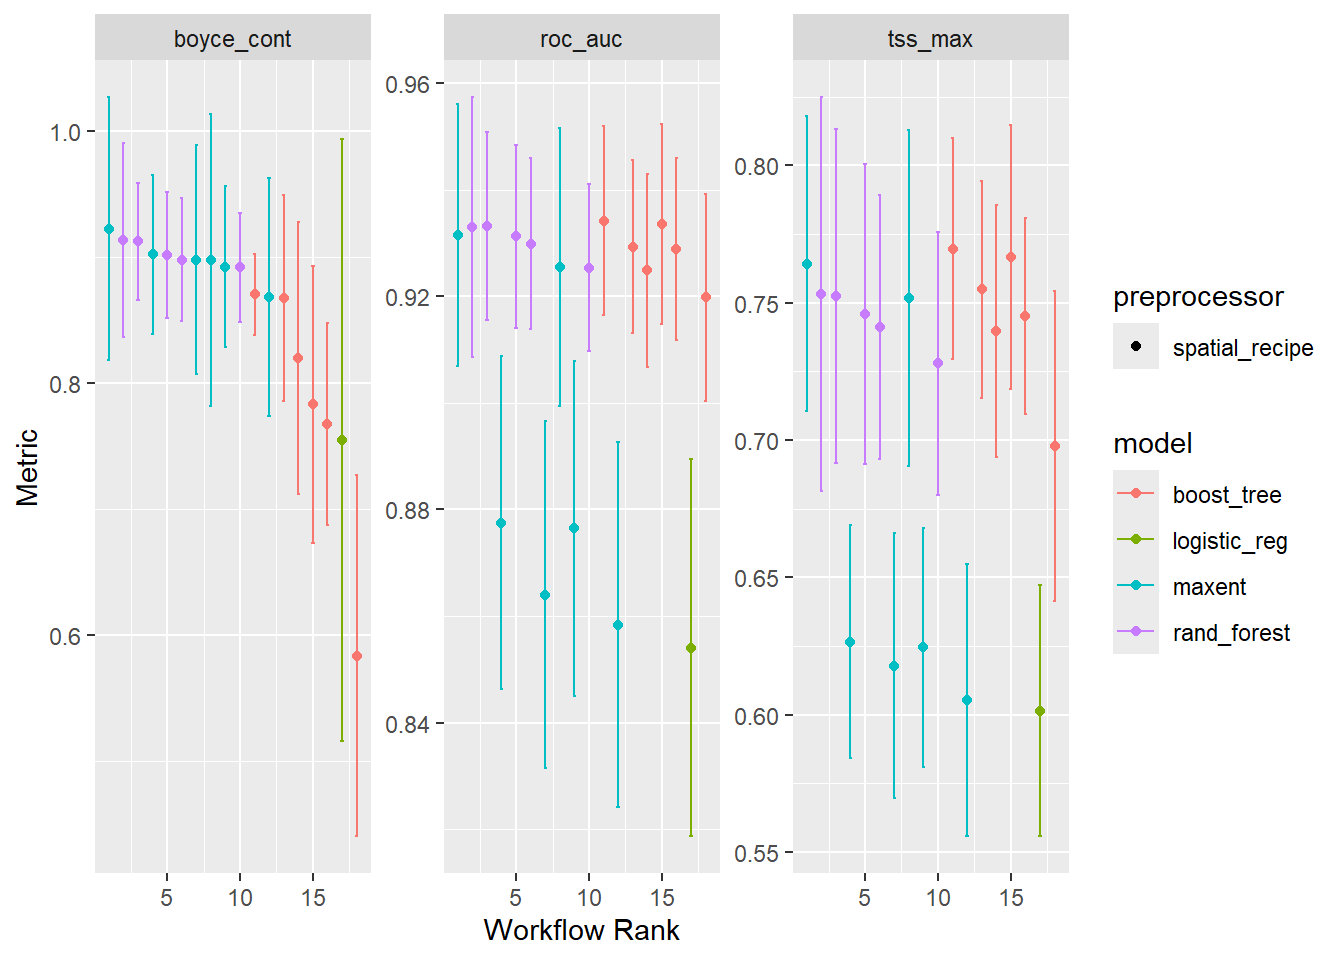 boyce_cont
roc_auc
tss_max
Metric
1.0
0.8
0.6
0.96
0.92
0.88
0.84
0.80
0.75
0.70
0.65
0.60
0.55
5 10 15
5 10 15
5 10 15
Workflow Rank
preprocessor
spatial_recipe
model
boost_tree
logistic_reg
maxent
rand_forest